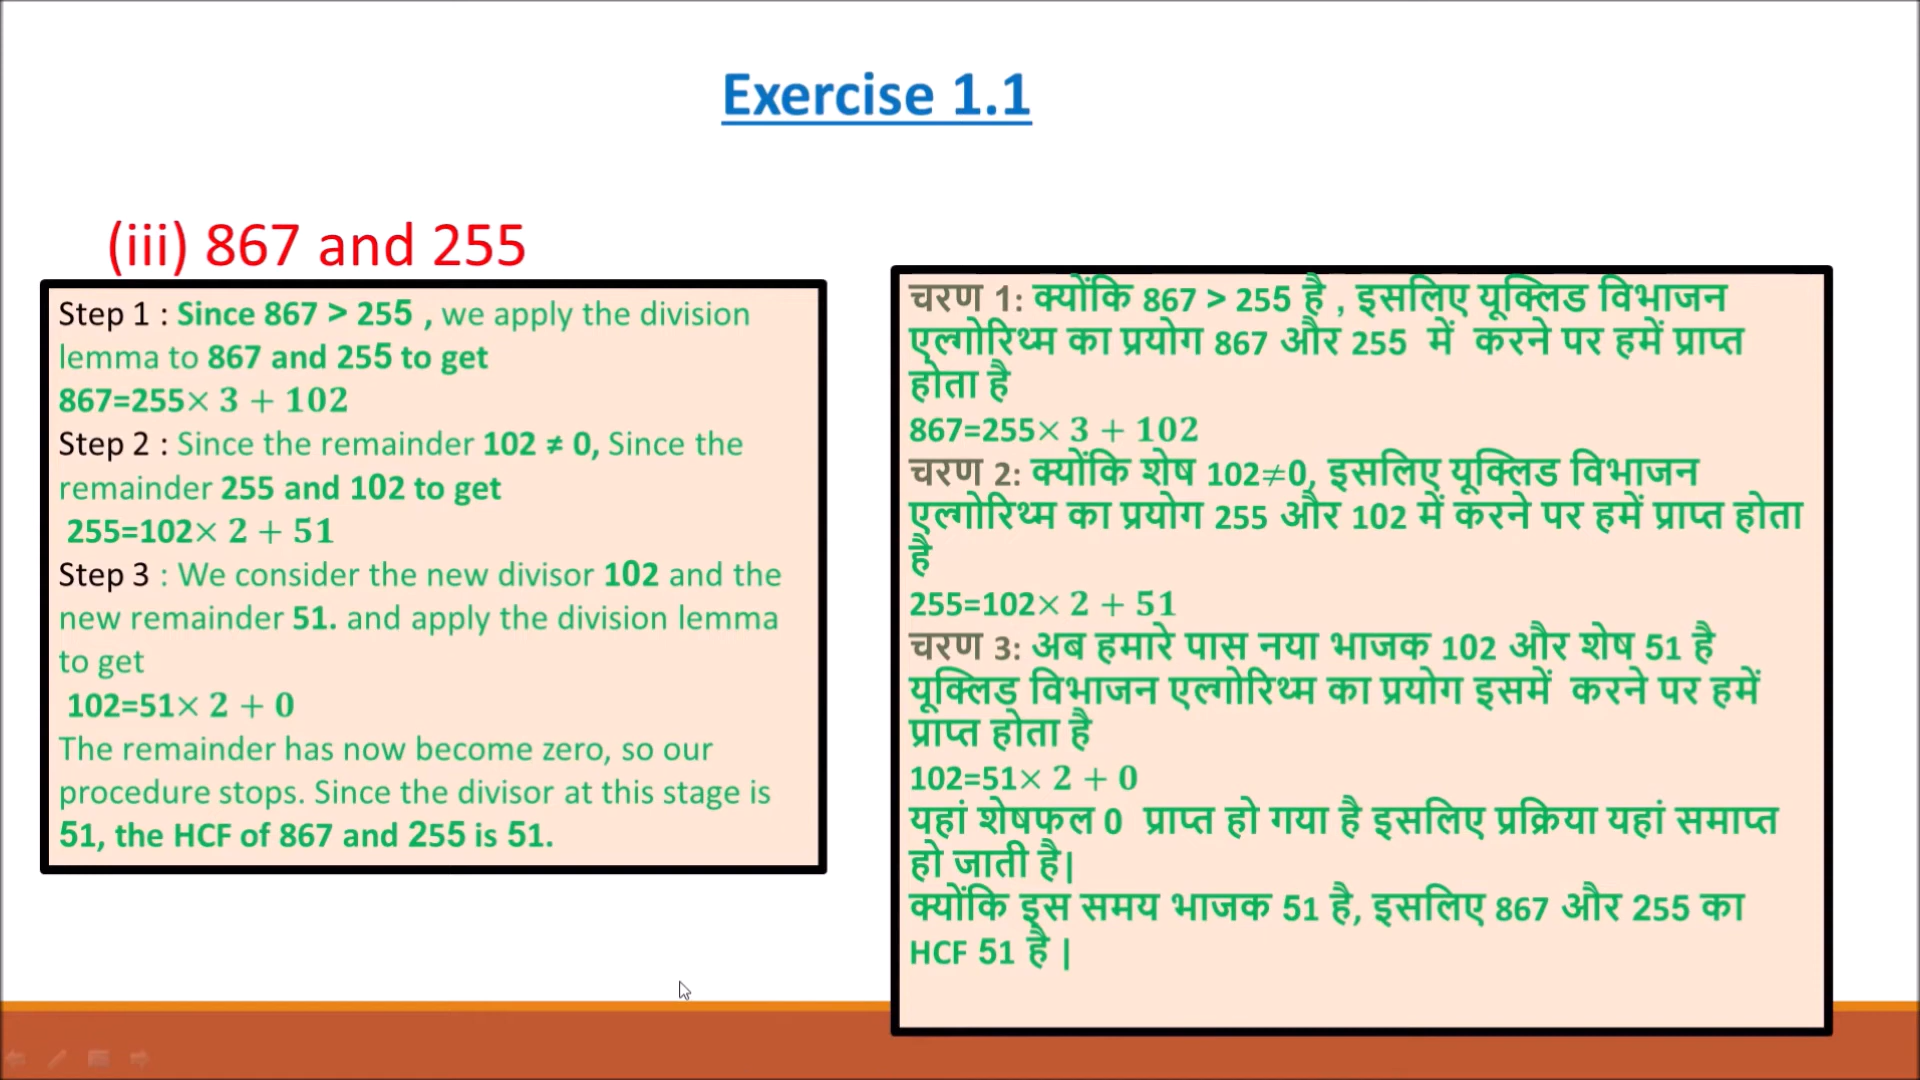 Exercise 1.1
(iii) 867 and 255
Step 1 : Since 867 > 255 , we apply the division
lemma to 867 and 255 to get
867=255× 3 + 102
Step 2 : Since the remainder 102 ≠ 0, Since the
remainder 255 and 102 to get
255=102× 2 + 51
Step 3 : We consider the new divisor 102 and the
new remainder 51. and apply the division lemma
to get
102=51× 2 + 0
The remainder has now become zero, so our
procedure stops. Since the divisor at this stage is
51, the HCF of 867 and 255 is 51.
चरण 1: क्योंकि 867 > 255 है , इसलिए यूक्लिड विभाजन
एल्गोरिथ्म का प्रयोग 867 और 255 में करने पर हमें प्राप्त
होता है
867=255× 3 + 102
चरण 2: क्योंकि शेष 102≠0, इसलिए यूक्लिड विभाजन
एल्गोरिथ्म का प्रयोग 255 और 102 में करने पर हमें प्राप्त होता
है
255=102× 2 + 51
चरण 3: अब हमारे पास नया भाजक 102 और शेष 51 है
यूक्लिड विभाजन एल्गोरिथ्म का प्रयोग इसमें करने पर हमें
प्राप्त होता है
102=51× 2 + 0
यहां शेषफल 0 प्राप्त हो गया है इसलिए प्रक्रिया यहां समाप्त
हो जाती है|
क्योंकि इस समय भाजक 51 है, इसलिए 867 और 255 का
HCF 51 है |